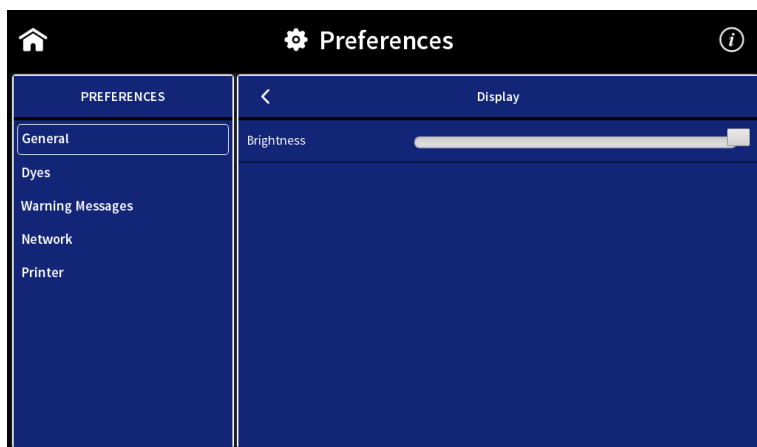 Preferences
i
PREFERENCES
General
Dyes
Warning Messages
Network
Printer
Display
Brightness